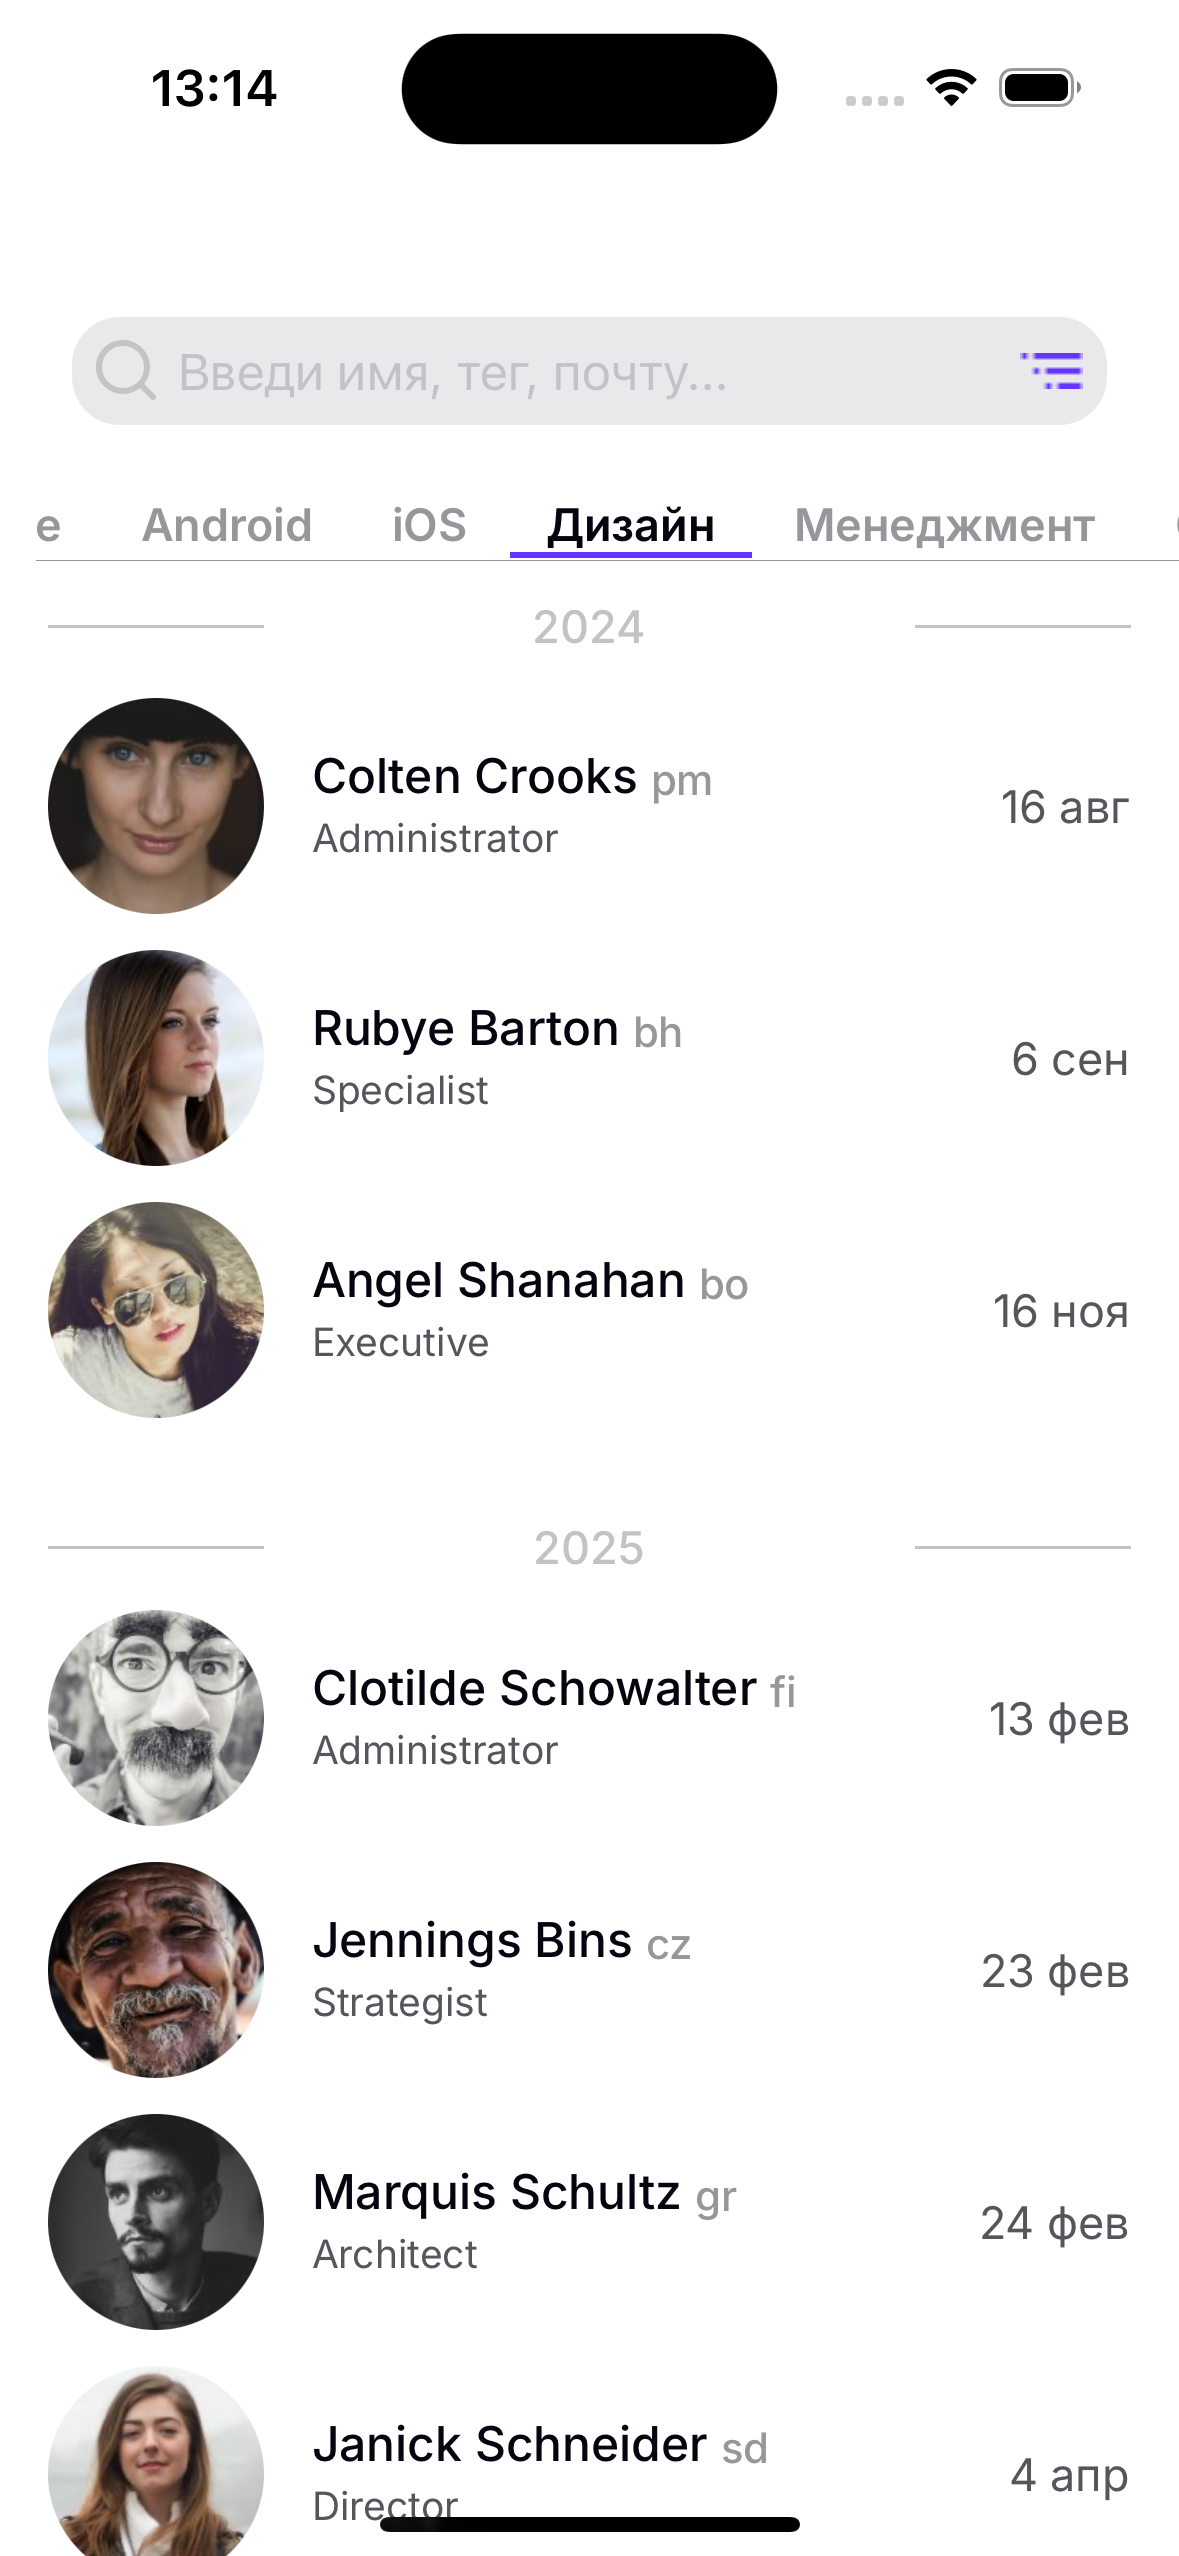 13:14
Введи имя, тег, почту...
е Android iOS Дизайн Менеджмент
2024
Colten Crooks pm
Administrator
16 авг
Rubye Barton bh
Specialist
6 сен
Angel Shanahan bo
Executive
16 ноя
2025
Clotilde Schowalter fi
Administrator
13 фев
Jennings Bins cz
Strategist
23 фев
Marquis Schultz gr
Architect
24 фев
Janick Schneider sd
Director
4 апр